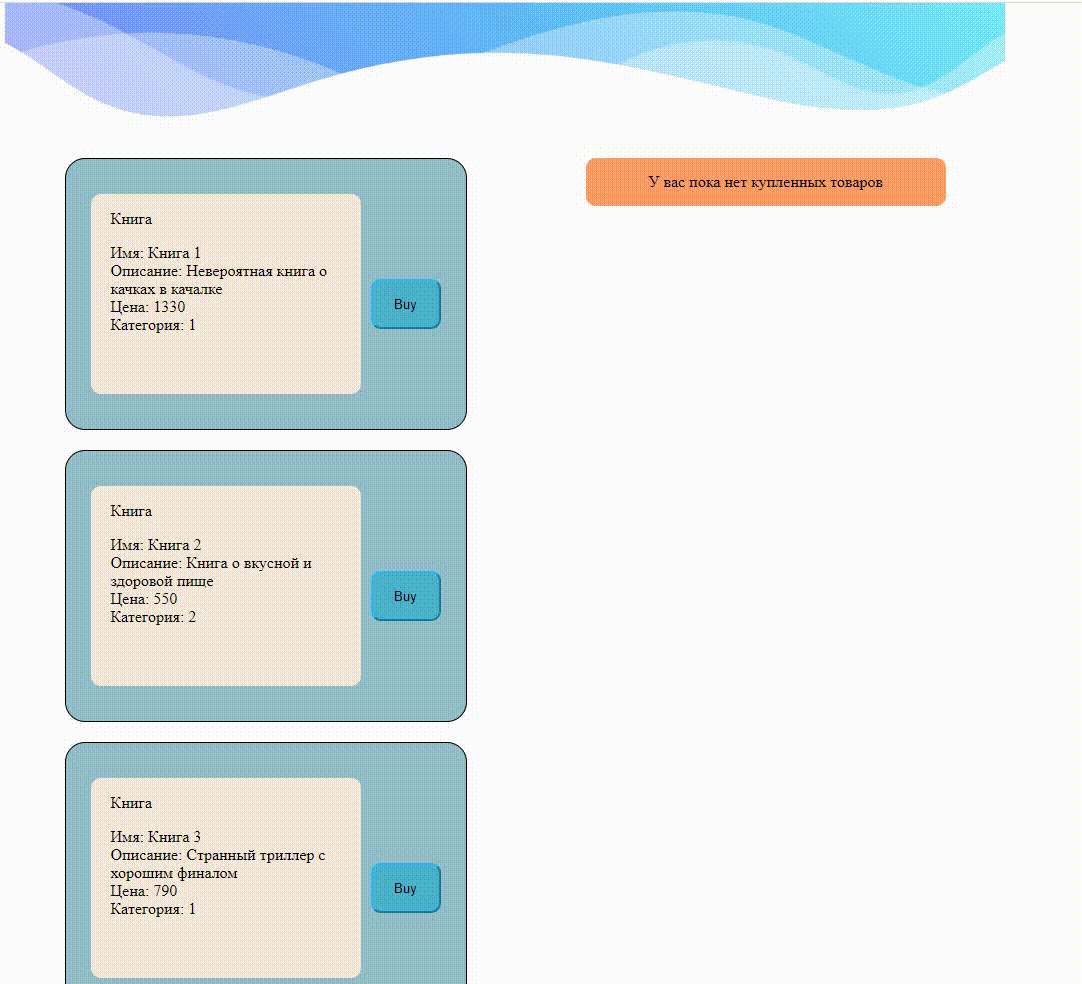 Книга
Имя: Книга 1
Описание: Невероятная книга о
качках в качалке
Цена: 1330
Категория: 1
Buy
Книга
Имя: Книга 2
Описание: Книга о вкусной и
здоровой пище
Цена: 550
Категория: 2
Buy
Книга
Имя: Книга 3
Описание: Странный триллер с
хорошим финалом
Цена: 790
Категория: 1
Buy
У вас пока нет купленных товаров